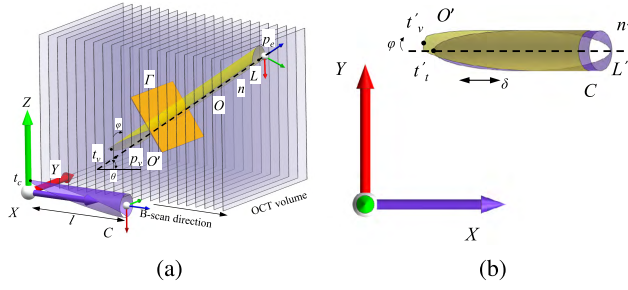 Z
Y
X
t_c
l
C
B-scan direction
OCT volume
Γ
φ
t_v
θ
p_v
O′
O
n
L
p_e
(a)
t′_v
O′
φ
t′_t
δ
C
n′
L′
Y
X
(b)